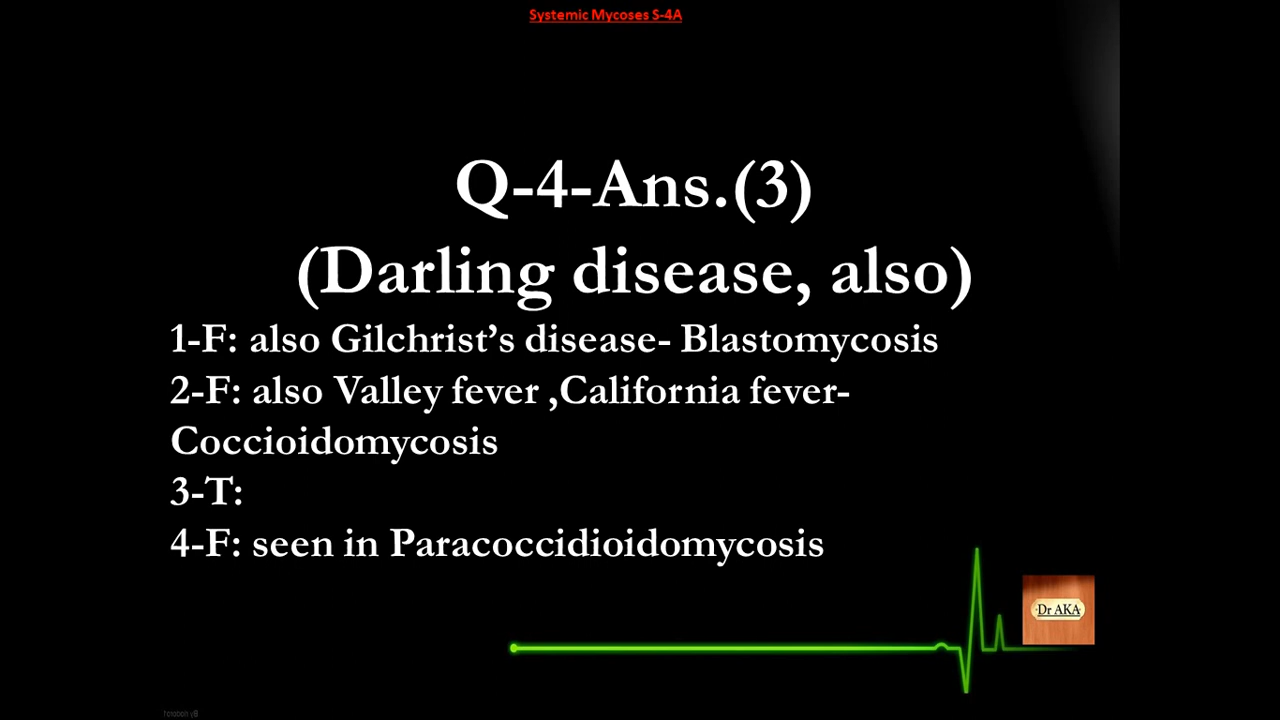 Systemic Mycoses S-4A
Q-4-Ans.(3)
(Darling disease, also)
1-F: also Gilchrist’s disease- Blastomycosis
2-F: also Valley fever ,California fever-
Coccioidomycosis
3-T:
4-F: seen in Paracoccidioidomycosis
Dr AKA